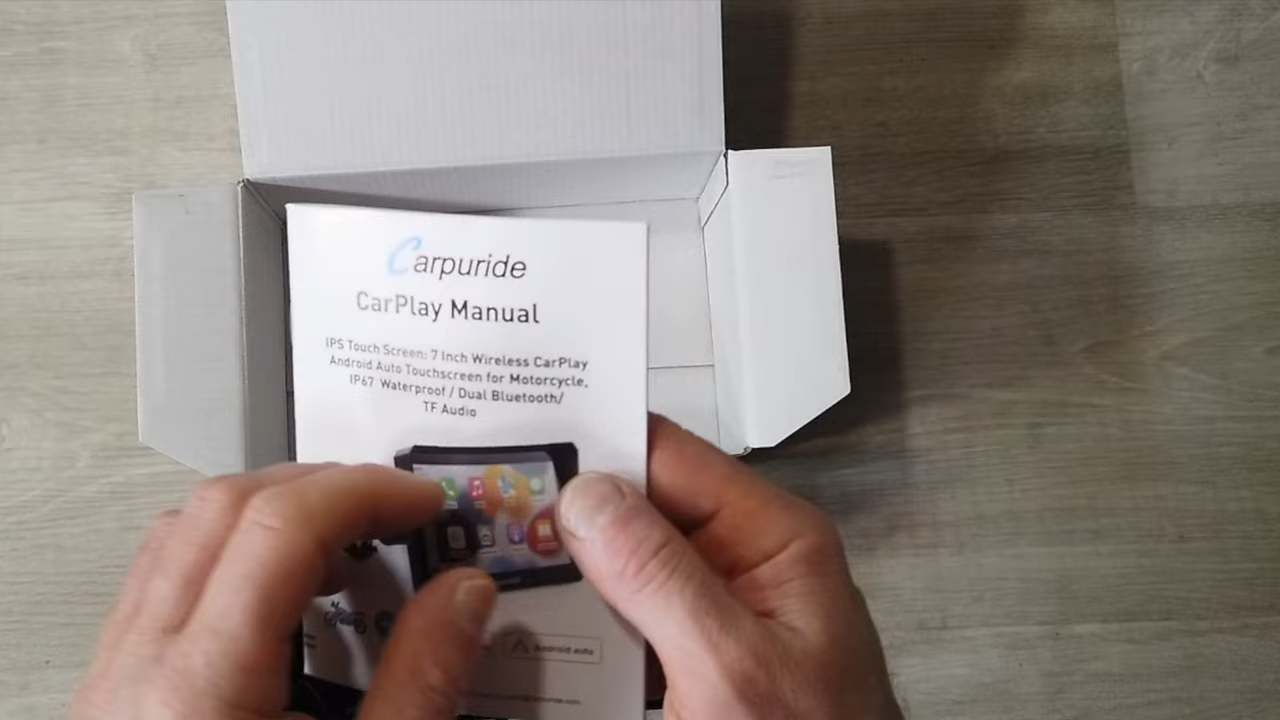 Carpuride
CarPlay Manual
IPS Touch Screen: 7 Inch Wireless CarPlay
Android Auto Touchscreen for Motorcycle,
IP67 Waterproof / Dual Bluetooth/
TF Audio
Android auto